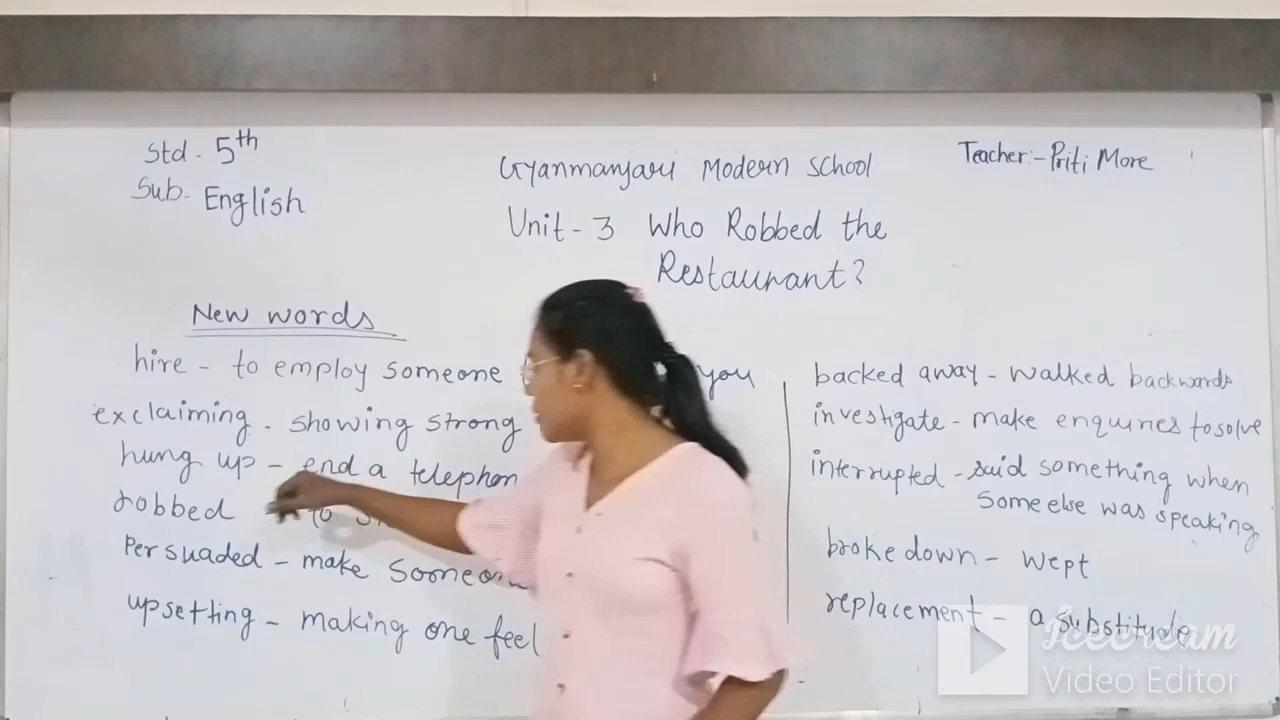 Std. 5th
Sub. English
Gyanmanjari Modern School
Teacher:- Priti More
Unit - 3 Who Robbed the
Restaurant?
New words
hire - to employ someone you
exclaiming - showing strong
hung up - end a telephon
robbed - to
Persuaded - make
upsetting - making one feel
backed away - walked backwards
investigate - make enquiries to solve
interrupted - said something when
someone else was speaking
broke down - wept
replacement - a substitude
Icecream
Video Editor